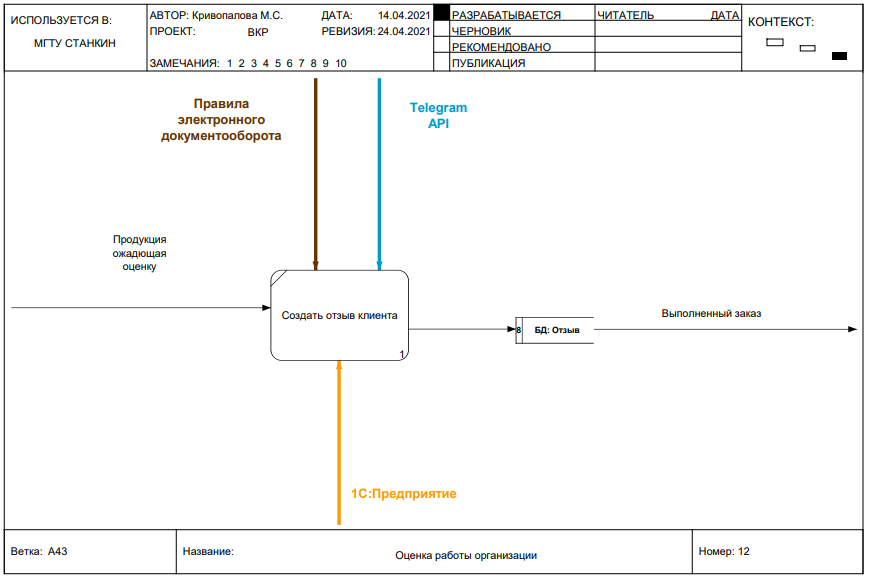 ИСПОЛЬЗУЕТСЯ В:
МГТУ СТАНКИН
АВТОР: Кривопалова М.С.
ДАТА: 14.04.2021
ПРОЕКТ: ВКР
РЕВИЗИЯ: 24.04.2021
ЗАМЕЧАНИЯ: 1 2 3 4 5 6 7 8 9 10
РАЗРАБАТЫВАЕТСЯ
ЧЕРНОВИК
РЕКОМЕНДОВАНО
ПУБЛИКАЦИЯ
ЧИТАТЕЛЬ
ДАТА
КОНТЕКСТ:
Правила
электронного
документооборота
Telegram
API
Продукция
ожадющая
оценку
Создать отзыв клиента
1
8
БД: Отзыв
Выполненный заказ
1С:Предприятие
Ветка: A43
Название:
Оценка работы организации
Номер: 12